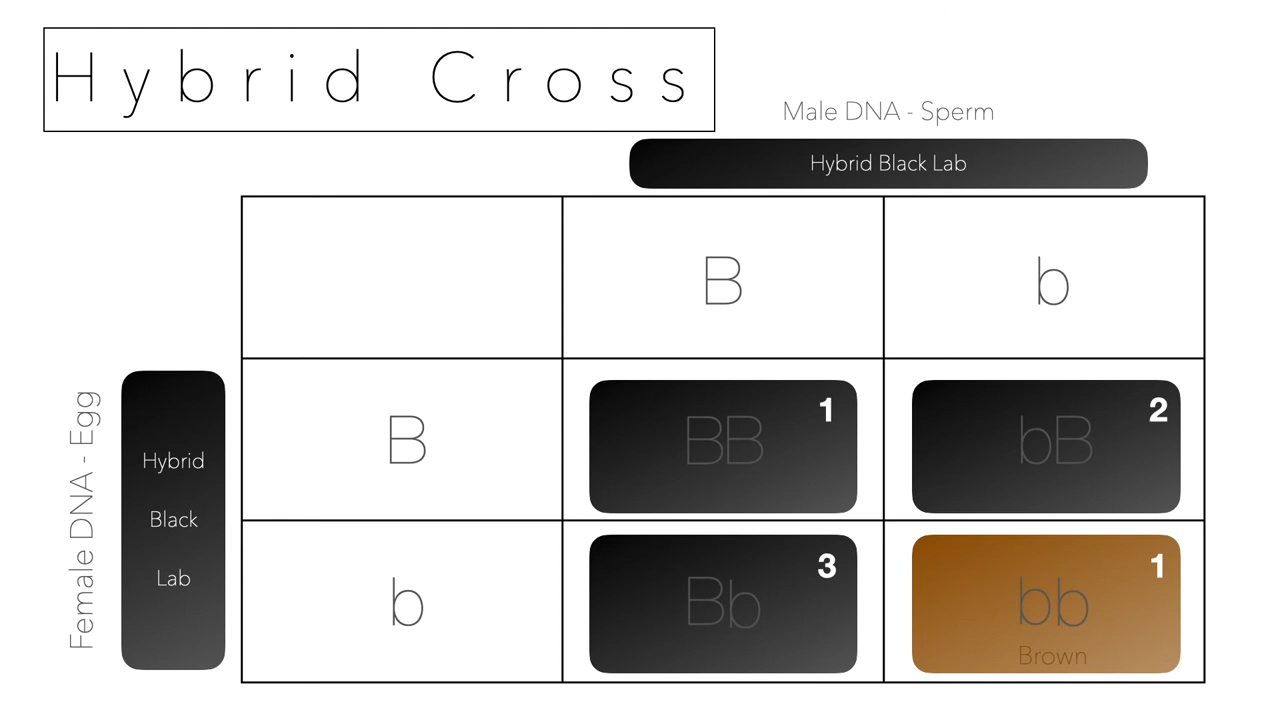 Hybrid Cross
Male DNA - Sperm
Hybrid Black Lab
B
b
Female DNA - Egg
Hybrid
Black
Lab
B
BB
1
bB
2
b
Bb
3
bb
1
Brown